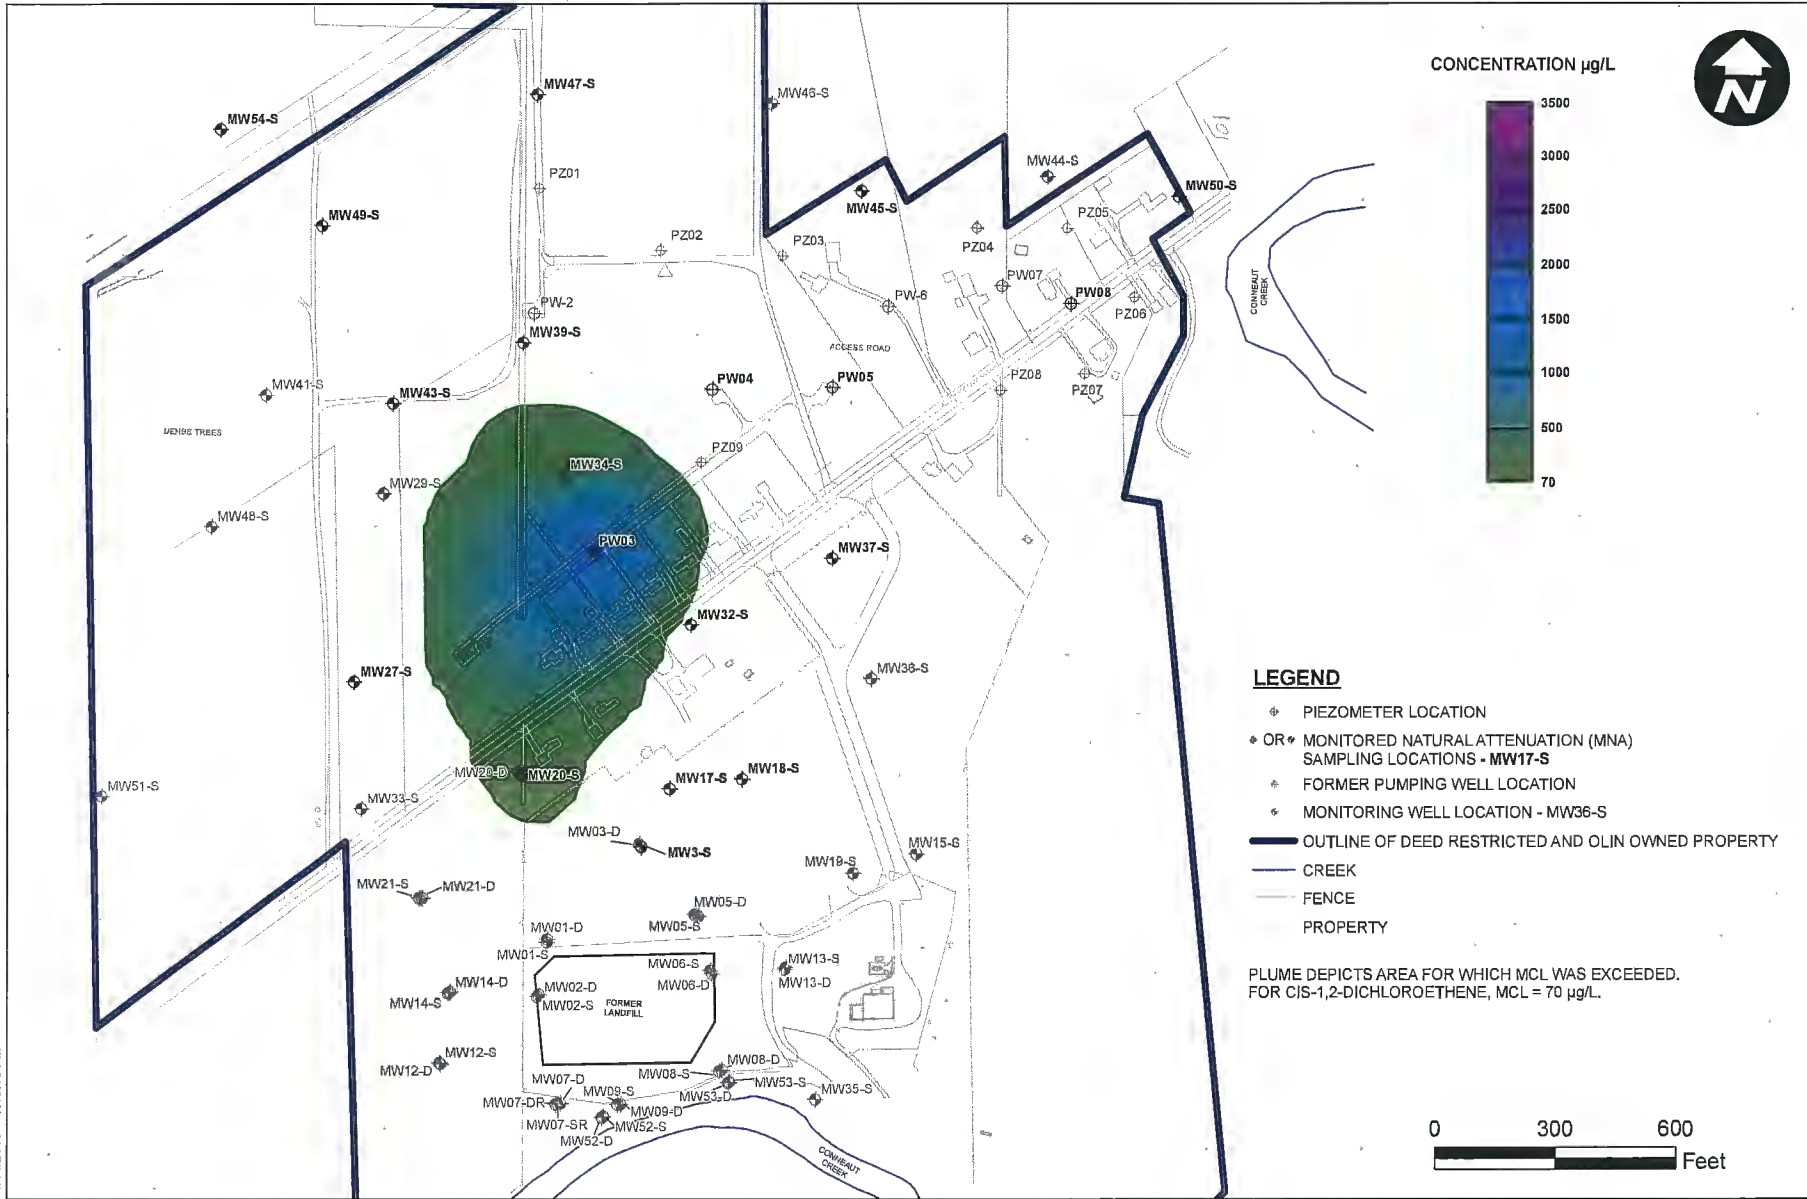 CONCENTRATION µg/L
3500
3000
2500
2000
1500
1000
500
70
N
MW47-S
MW46-S
MW54-S
MW44-S
PZ01
MW50-S
MW45-S
MW49-S
PZ05
PZ02
PZ03
PZ04
PW07
CONNEAUT
CREEK
PW-2
PW-6
PW08
PZ06
MW39-S
ACCESS ROAD
MW41-S
MW43-S
PW04
PW05
PZ08
PZ07
DENSE TREES
PZ09
MW34-S
MW29-S
MW48-S
PW03
MW37-S
MW32-S
MW27-S
MW36-S
MW20-D
MW20-S
MW17-S
MW18-S
MW51-S
MW33-S
MW03-D
MW3-S
MW15-S
MW19-S
MW21-S
MW21-D
MW05-D
MW05-S
MW01-D
MW01-S
MW06-S
MW06-D
MW13-S
MW13-D
MW14-D
MW14-S
MW02-D
MW02-S
FORMER
LANDFILL
MW12-S
MW12-D
MW08-D
MW08-S
MW53-S
MW53-D
MW35-S
MW07-D
MW07-DR
MW07-SR
MW09-S
MW09-D
MW52-S
MW52-D
CONNEAUT
CREEK
LEGEND
PIEZOMETER LOCATION
OR MONITORED NATURAL ATTENUATION (MNA)
SAMPLING LOCATIONS - MW17-S
FORMER PUMPING WELL LOCATION
MONITORING WELL LOCATION - MW36-S
OUTLINE OF DEED RESTRICTED AND OLIN OWNED PROPERTY
CREEK
FENCE
PROPERTY
PLUME DEPICTS AREA FOR WHICH MCL WAS EXCEEDED.
FOR CIS-1,2-DICHLOROETHENE, MCL = 70 µg/L.
0 300 600
Feet